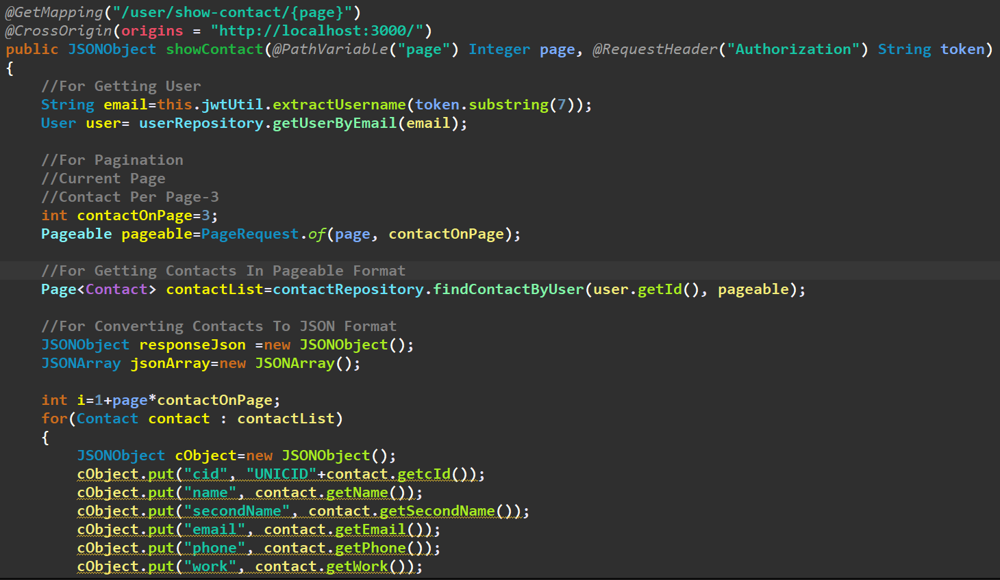 @GetMapping("/user/show-contact/{page}")
@CrossOrigin(origins = "http://localhost:3000/")
public JSONObject showContact(@PathVariable("page") Integer page, @RequestHeader("Authorization") String token)
{
    //For Getting User
    String email=this.jwtUtil.extractUsername(token.substring(7));
    User user= userRepository.getUserByEmail(email);

    //For Pagination
    //Current Page
    //Contact Per Page-3
    int contactOnPage=3;
    Pageable pageable=PageRequest.of(page, contactOnPage);

    //For Getting Contacts In Pageable Format
    Page<Contact> contactList=contactRepository.findContactByUser(user.getId(), pageable);

    //For Converting Contacts To JSON Format
    JSONObject responseJson =new JSONObject();
    JSONArray jsonArray=new JSONArray();

    int i=1+page*contactOnPage;
    for(Contact contact : contactList)
    {
        JSONObject cObject=new JSONObject();
        cObject.put("cid", "UNICID"+contact.getcId());
        cObject.put("name", contact.getName());
        cObject.put("secondName", contact.getSecondName());
        cObject.put("email", contact.getEmail());
        cObject.put("phone", contact.getPhone());
        cObject.put("work", contact.getWork());